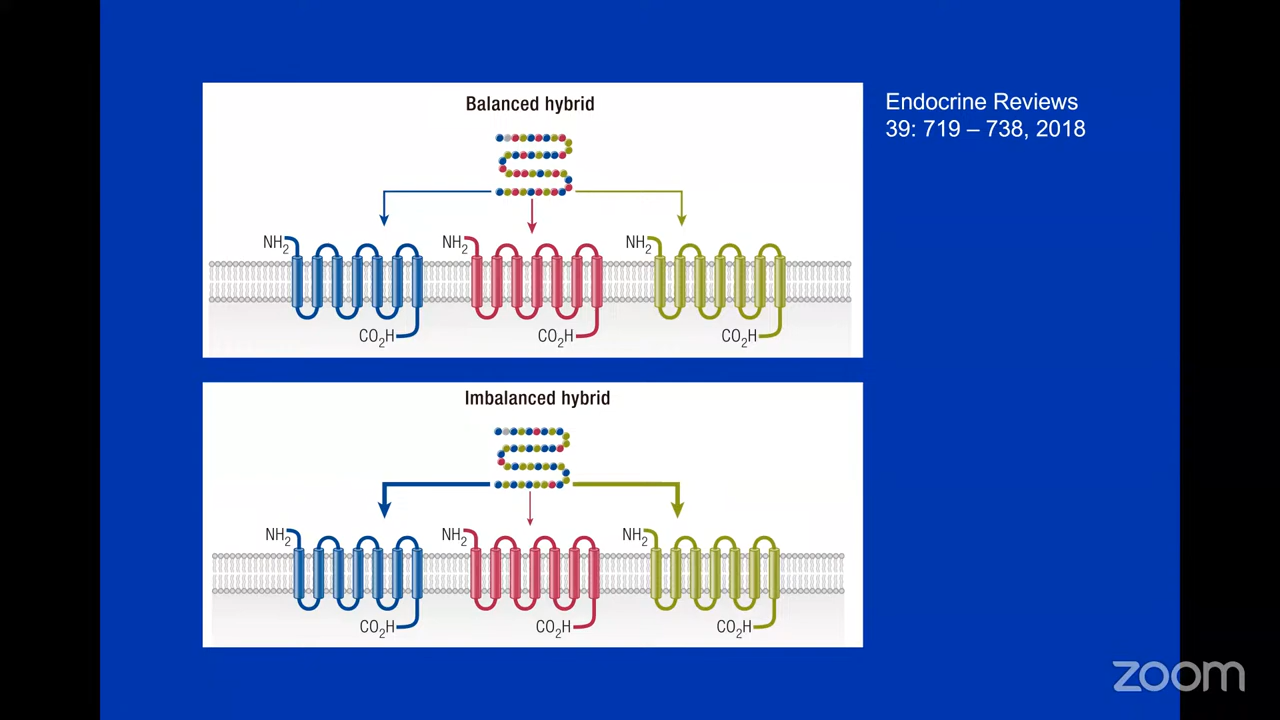 Balanced hybrid
Endocrine Reviews
39: 719 – 738, 2018
NH2
NH2
NH2
CO2H
CO2H
CO2H
Imbalanced hybrid
NH2
NH2
NH2
CO2H
CO2H
CO2H
zoom